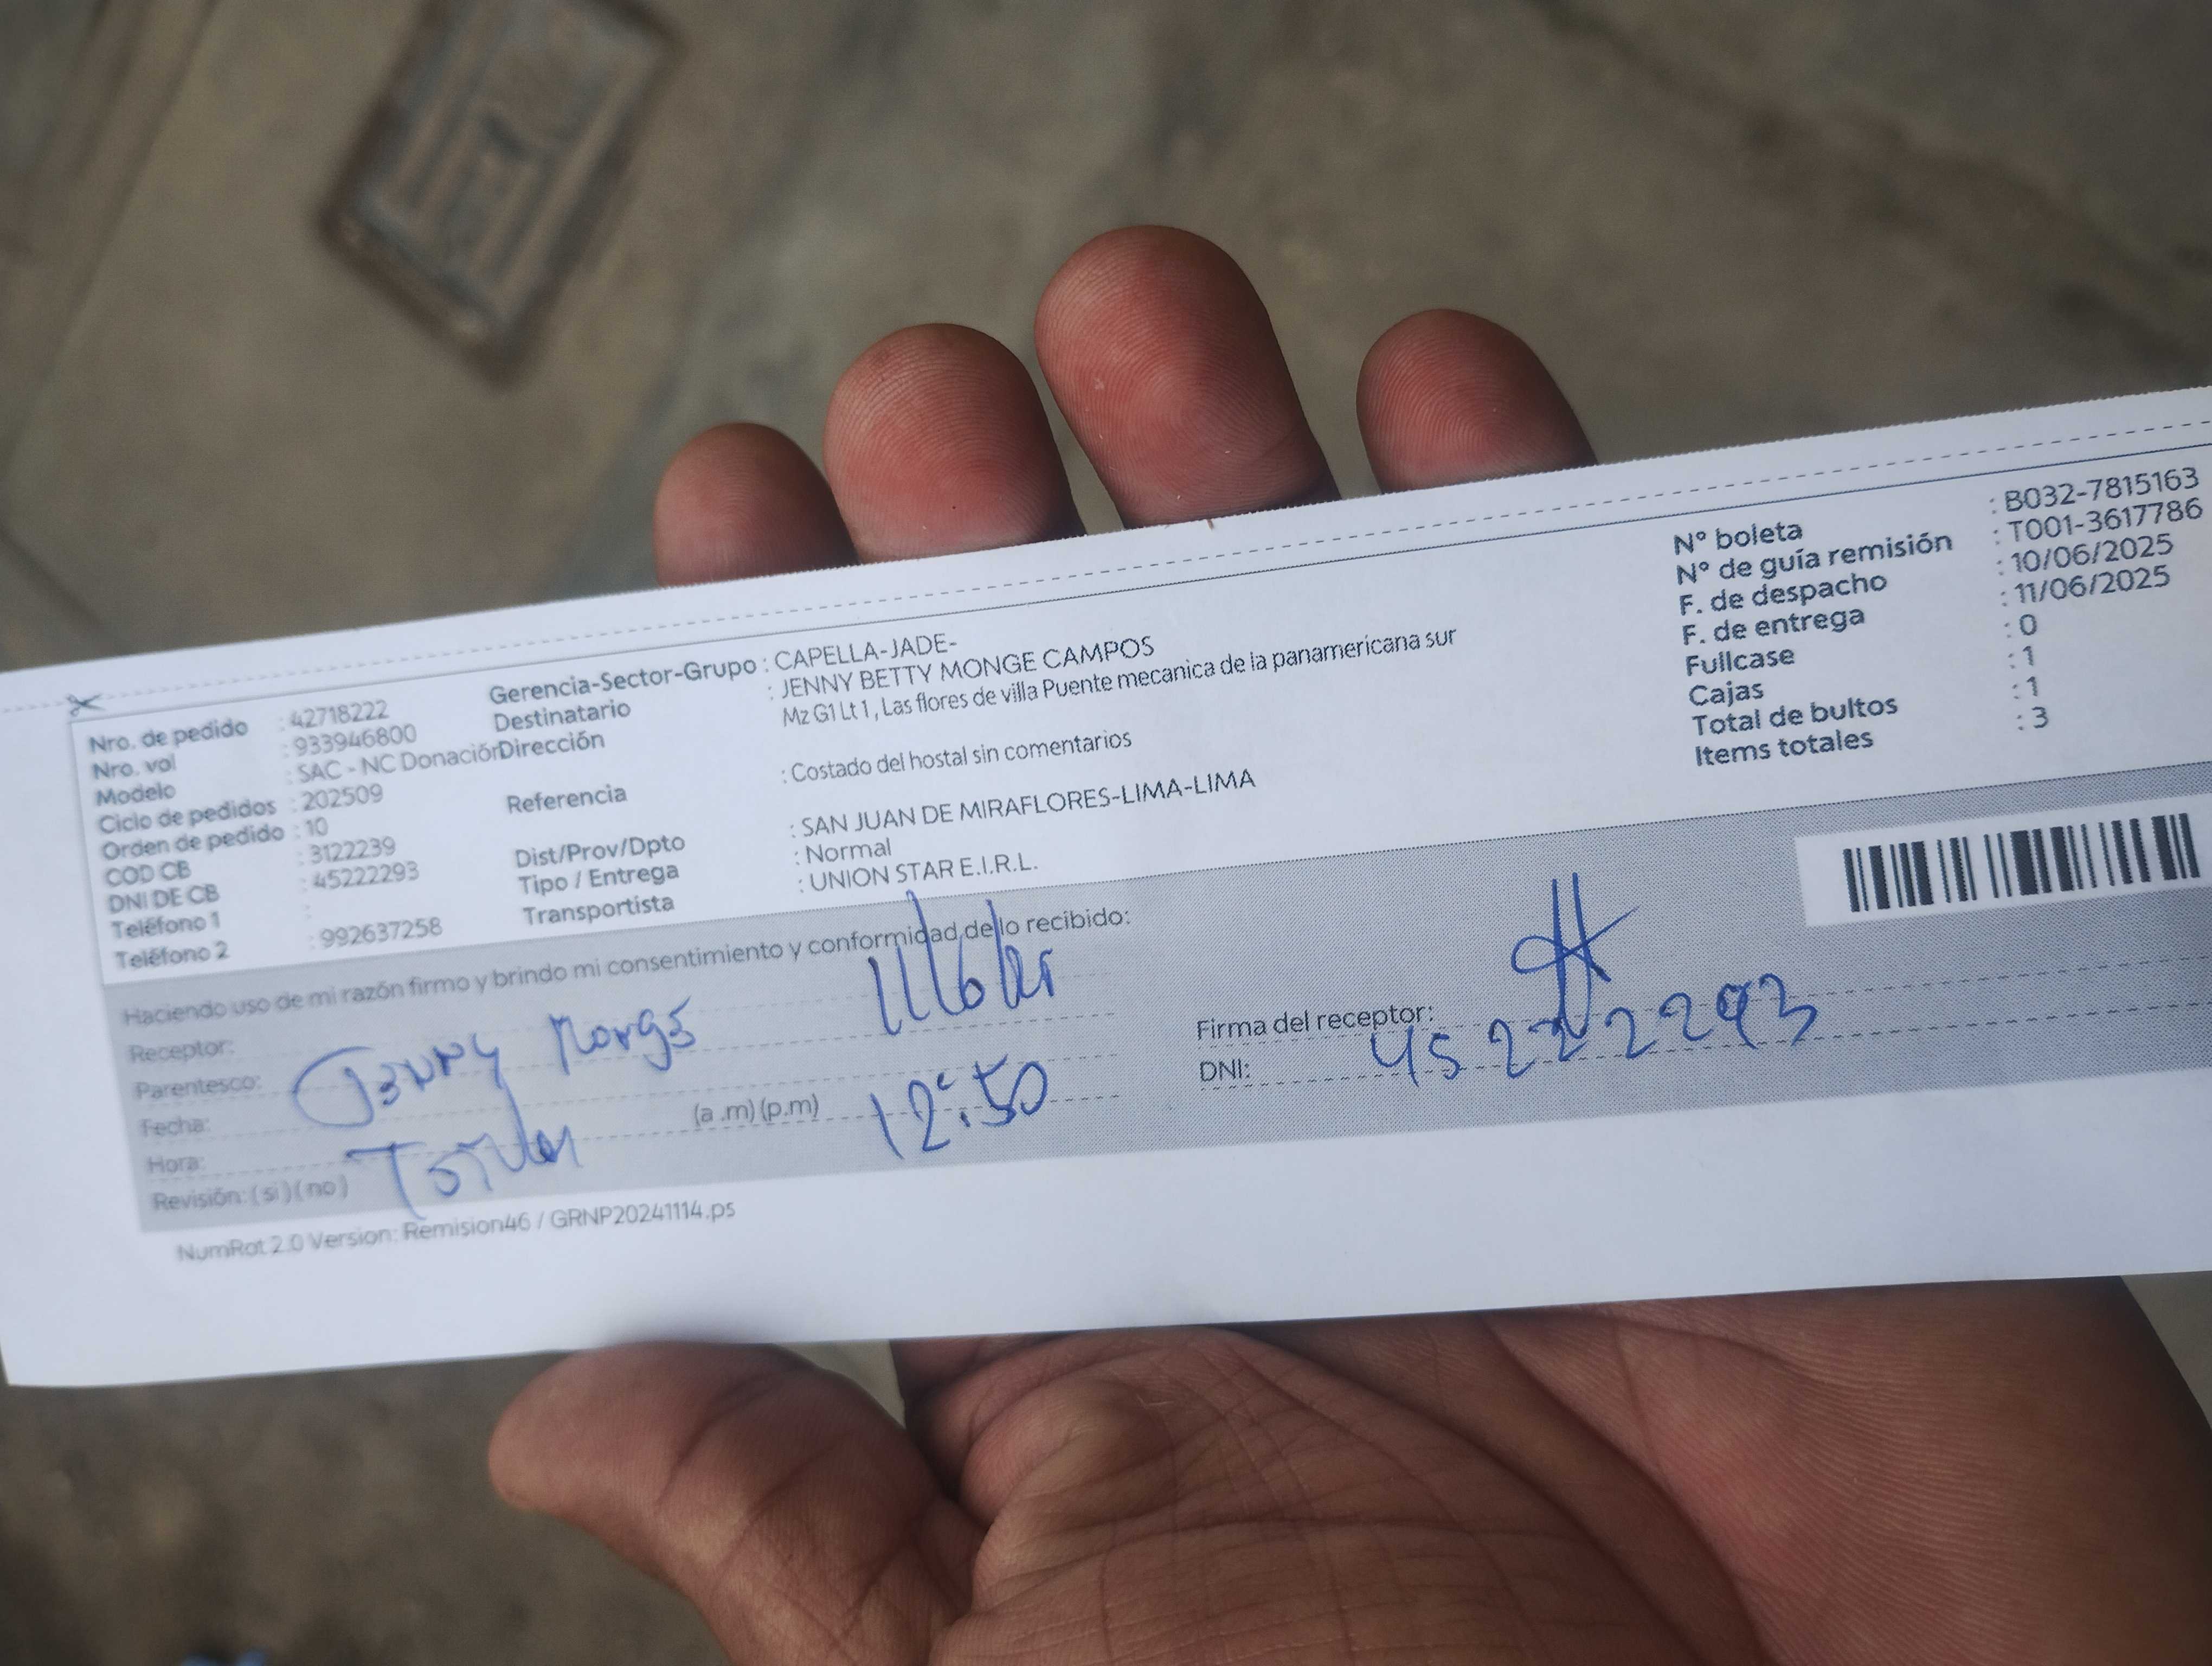 Nro. de pedido : 42718222
Nro. vol : 933946800
Modelo : SAC - NC Donación
Ciclo de pedidos : 202509
Orden de pedido : 10
COD CB : 3122239
DNI DE CB : 45222293
Teléfono 1 :
Teléfono 2 : 992637258
Gerencia-Sector-Grupo : CAPELLA-JADE-
Destinatario : JENNY BETTY MONGE CAMPOS
Dirección Mz G1 Lt 1, Las flores de villa Puente mecanica de la panamericana sur
Referencia : Costado del hostal sin comentarios
Dist/Prov/Dpto : SAN JUAN DE MIRAFLORES-LIMA-LIMA
Tipo / Entrega : Normal
Transportista : UNION STAR E.I.R.L.
N° boleta : B032-7815163
N° de guía remisión : T001-3617786
F. de despacho : 10/06/2025
F. de entrega : 11/06/2025
Fullcase : 0
Cajas : 1
Total de bultos : 1
Items totales : 3
Haciendo uso de mi razón firmo y brindo mi consentimiento y conformidad de lo recibido:
Receptor:
Parentesco: Jenny Monge
Fecha:
Hora: (a .m) (p.m) 12:50
Revisión: ( si ) ( no )
Firma del receptor:
DNI: 45222293
NumRot 2.0 Version: Remision46 / GRNP20241114.ps